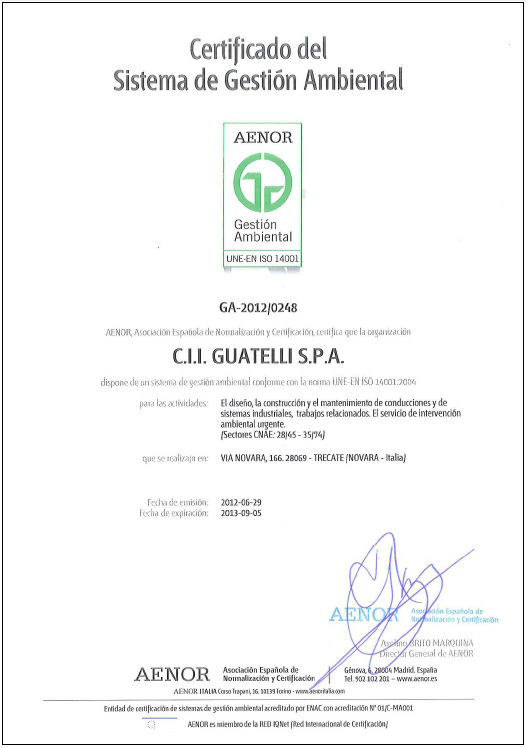 Certificado del
Sistema de Gestión Ambiental
AENOR
Gestión
Ambiental
UNE-EN ISO 14001
GA-2012/0248
AENOR, Asociación Española de Normalización y Certificación, certifica que la organización
C.I.I. GUATELLI S.P.A.
dispone de un sistema de gestión ambiental conforme con la norma UNE-EN ISO 14001:2004
para las actividades: El diseño, la construcción y el mantenimiento de conducciones y de
sistemas industriales, trabajos relacionados. El servicio de intervención
ambiental urgente.
(Sectores CNAE: 28/45 - 35/74)
que se realizajn en: VIA NOVARA, 166. 28069 - TRECATE (NOVARA - Italia)
Fecha de emisión: 2012-06-29
Fecha de expiración: 2013-09-05
AENOR Asociación Española de
Normalización y Certificación
Avelino BRITO MARQUINA
Director General de AENOR
AENOR Asociación Española de Normalización y Certificación
Génova, 6. 28004 Madrid. España
Tel. 902 102 201 – www.aenor.es
AENOR ITALIA Corso Trapani, 16. 10139 Torino - www.aenoritalia.com
Entidad de certificación de sistemas de gestión ambiental acreditado por ENAC con acreditación Nº 01/C-MA001
AENOR es miembro de la RED IQNet (Red Internacional de Certificación)